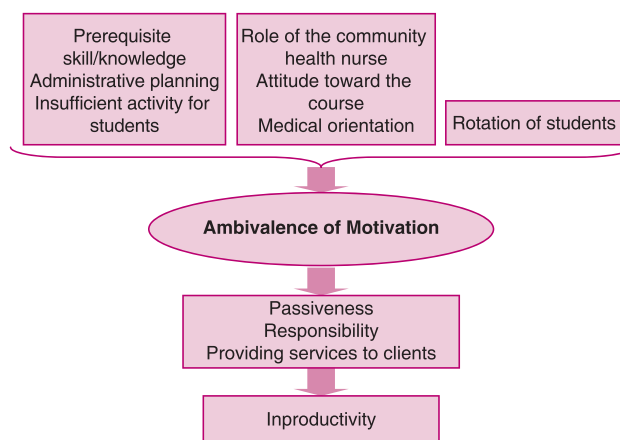 Prerequisite
skill/knowledge
Administrative planning
Insufficient activity for
students
Role of the community
health nurse
Attitude toward the
course
Medical orientation
Rotation of students
Ambivalence of Motivation
Passiveness
Responsibility
Providing services to clients
Inproductivity